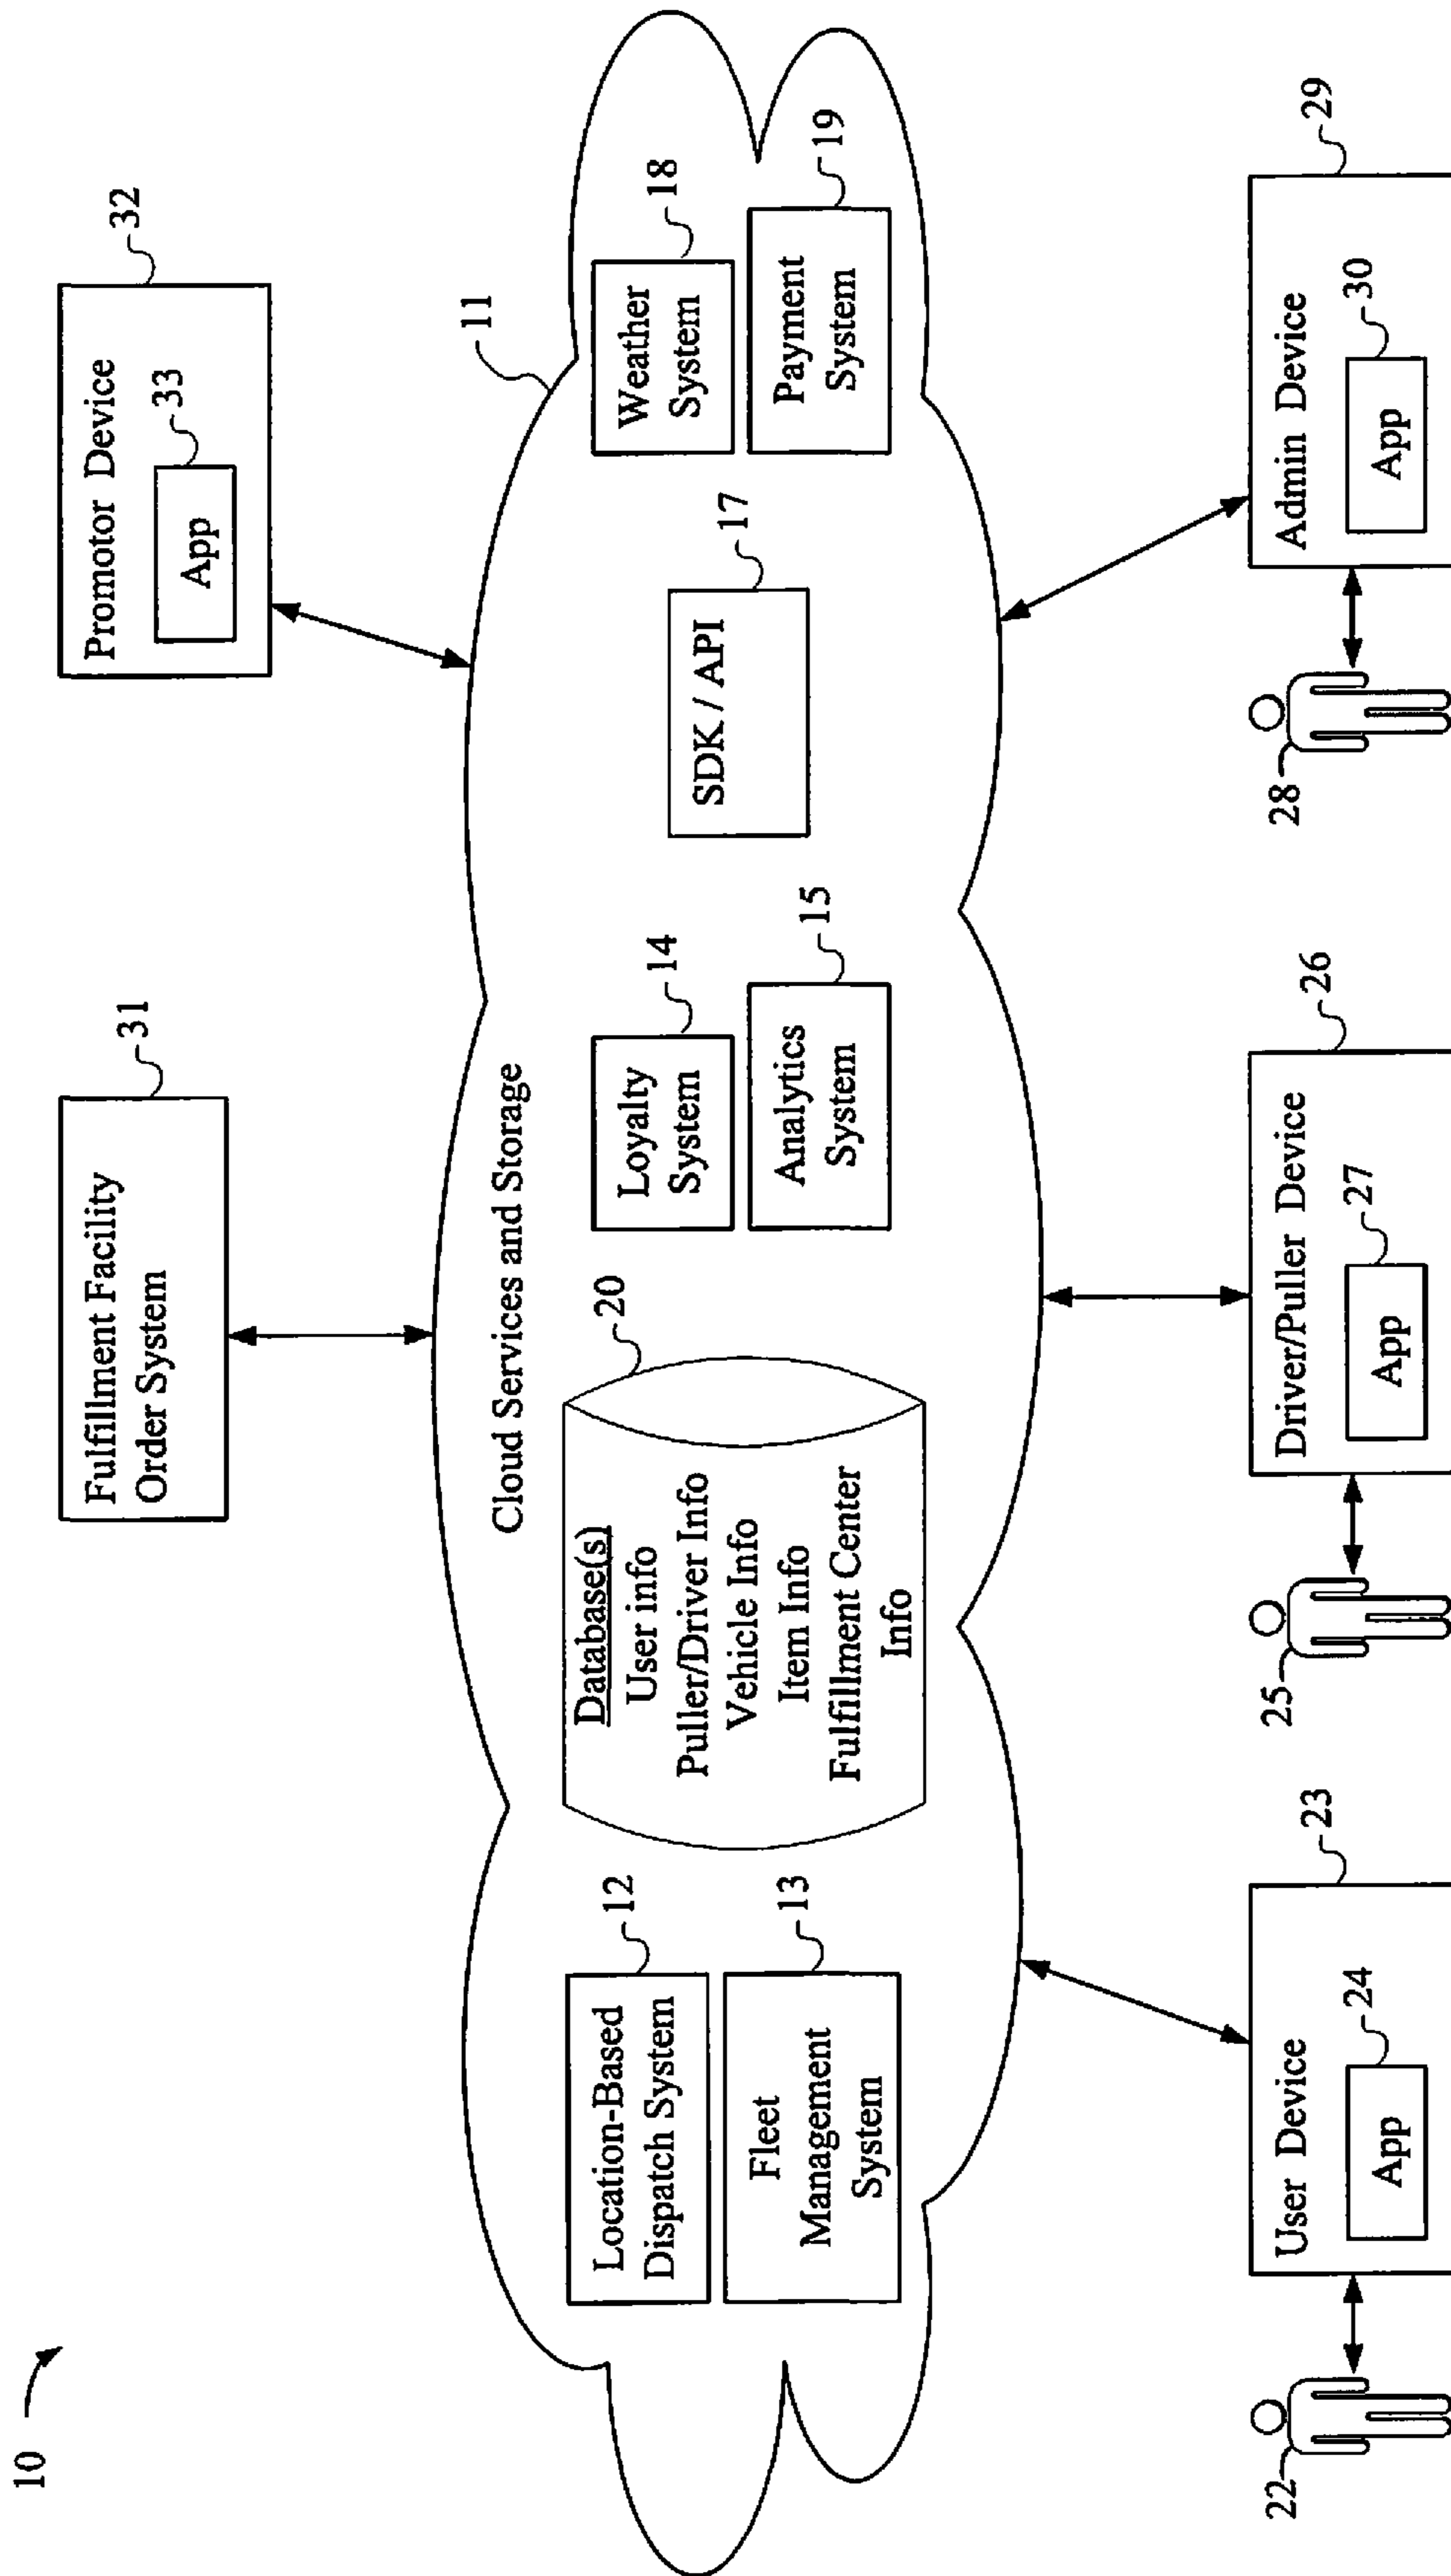 10
Fulfillment Facility
Order System
31
Promotor Device
32
App
33
11
Cloud Services and Storage
Location-Based
Dispatch System
12
Fleet
Management
System
13
Database(s)
User info
Puller/Driver Info
Vehicle Info
Item Info
Fulfillment Center
Info
20
Loyalty
System
14
Analytics
System
15
SDK / API
17
Weather
System
18
Payment
System
19
22
User Device
23
App
24
25
Driver/Puller Device
26
App
27
28
Admin Device
29
App
30